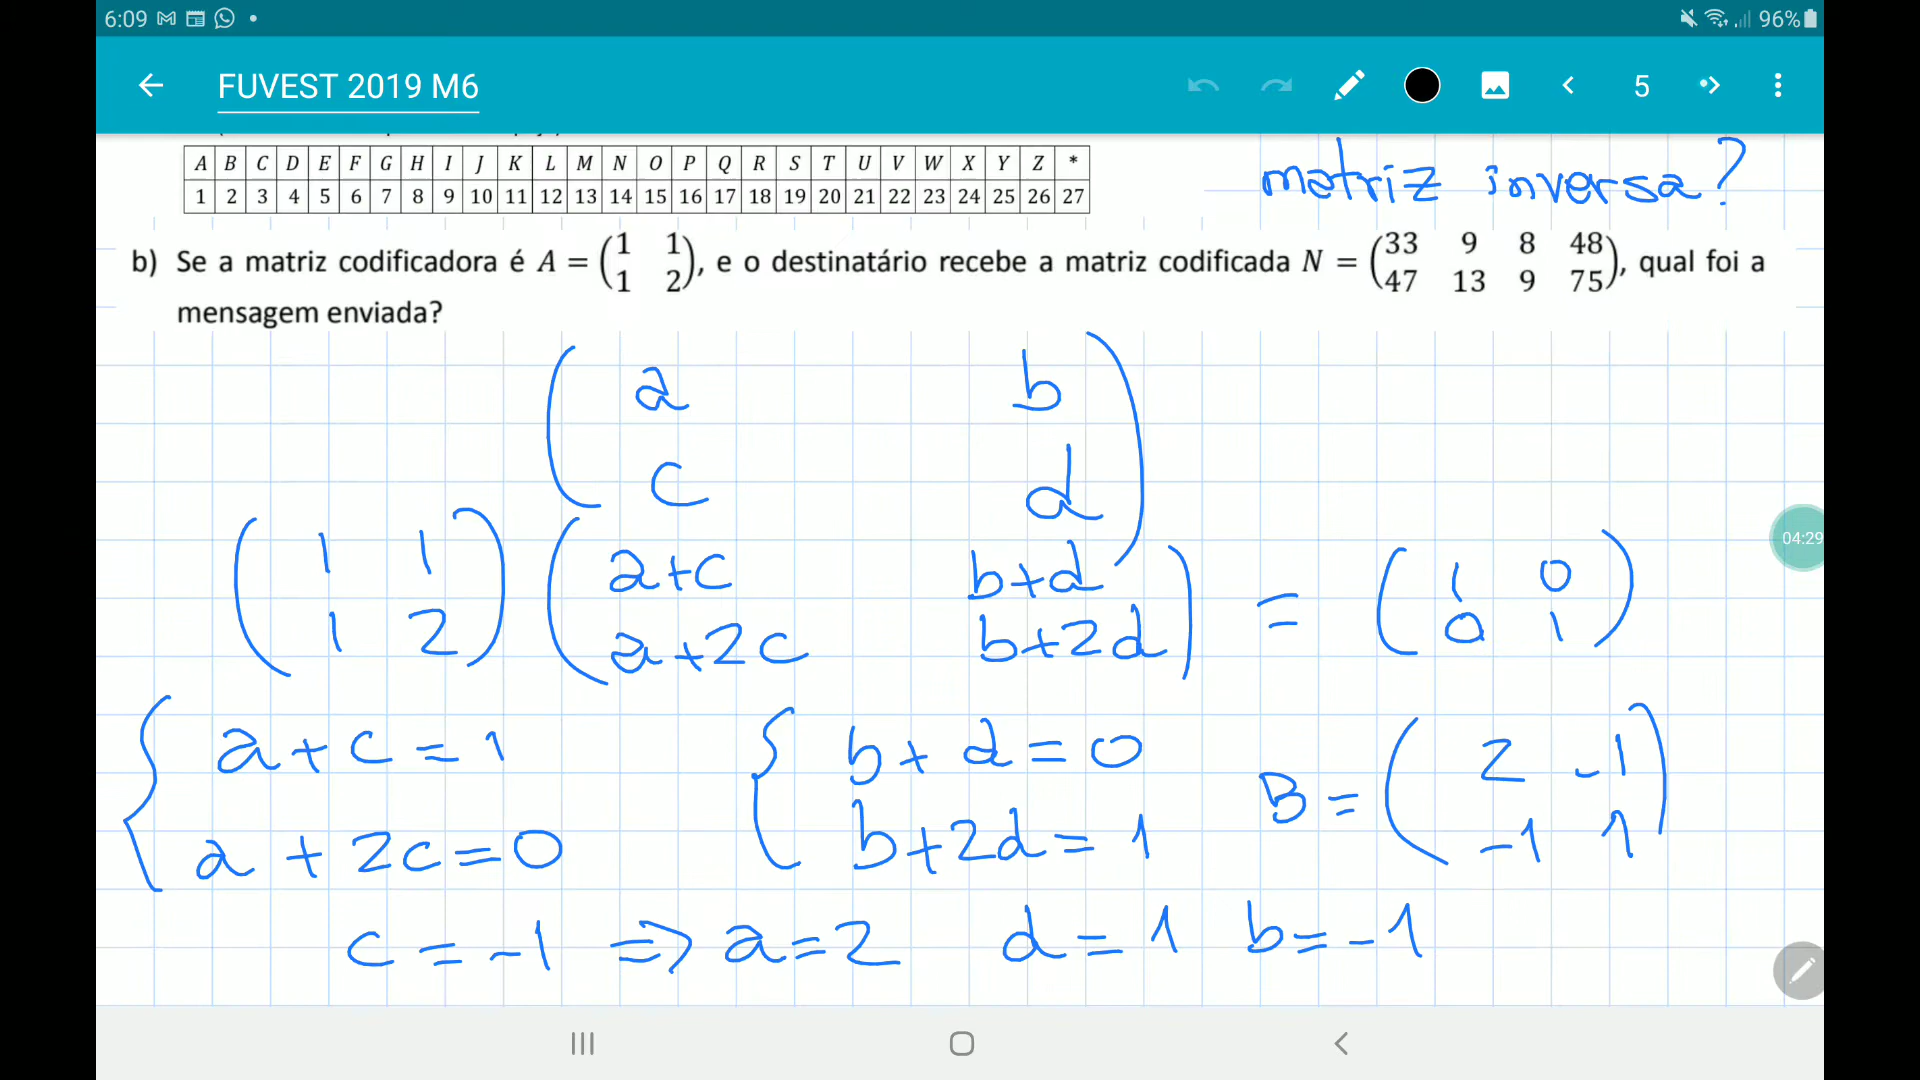 6:09 96%
FUVEST 2019 M6 5
A B C D E F G H I J K L M N O P Q R S T U V W X Y Z *
1 2 3 4 5 6 7 8 9 10 11 12 13 14 15 16 17 18 19 20 21 22 23 24 25 26 27
matriz inversa?
b) Se a matriz codificadora é A = (1 1 1 2), e o destinatário recebe a matriz codificada N = (33 9 8 48 47 13 9 75), qual foi a
mensagem enviada?
( a b
c d )
( 1 1 ( a+c b+d ) = ( 1 0
1 2 ) a+2c b+2d ) 0 1 )
04:29
{ a+c=1 { b+d=0 B = ( 2 -1
a+2c=0 b+2d=1 -1 1 )
c=-1 ⇒ a=2 d=1 b=-1